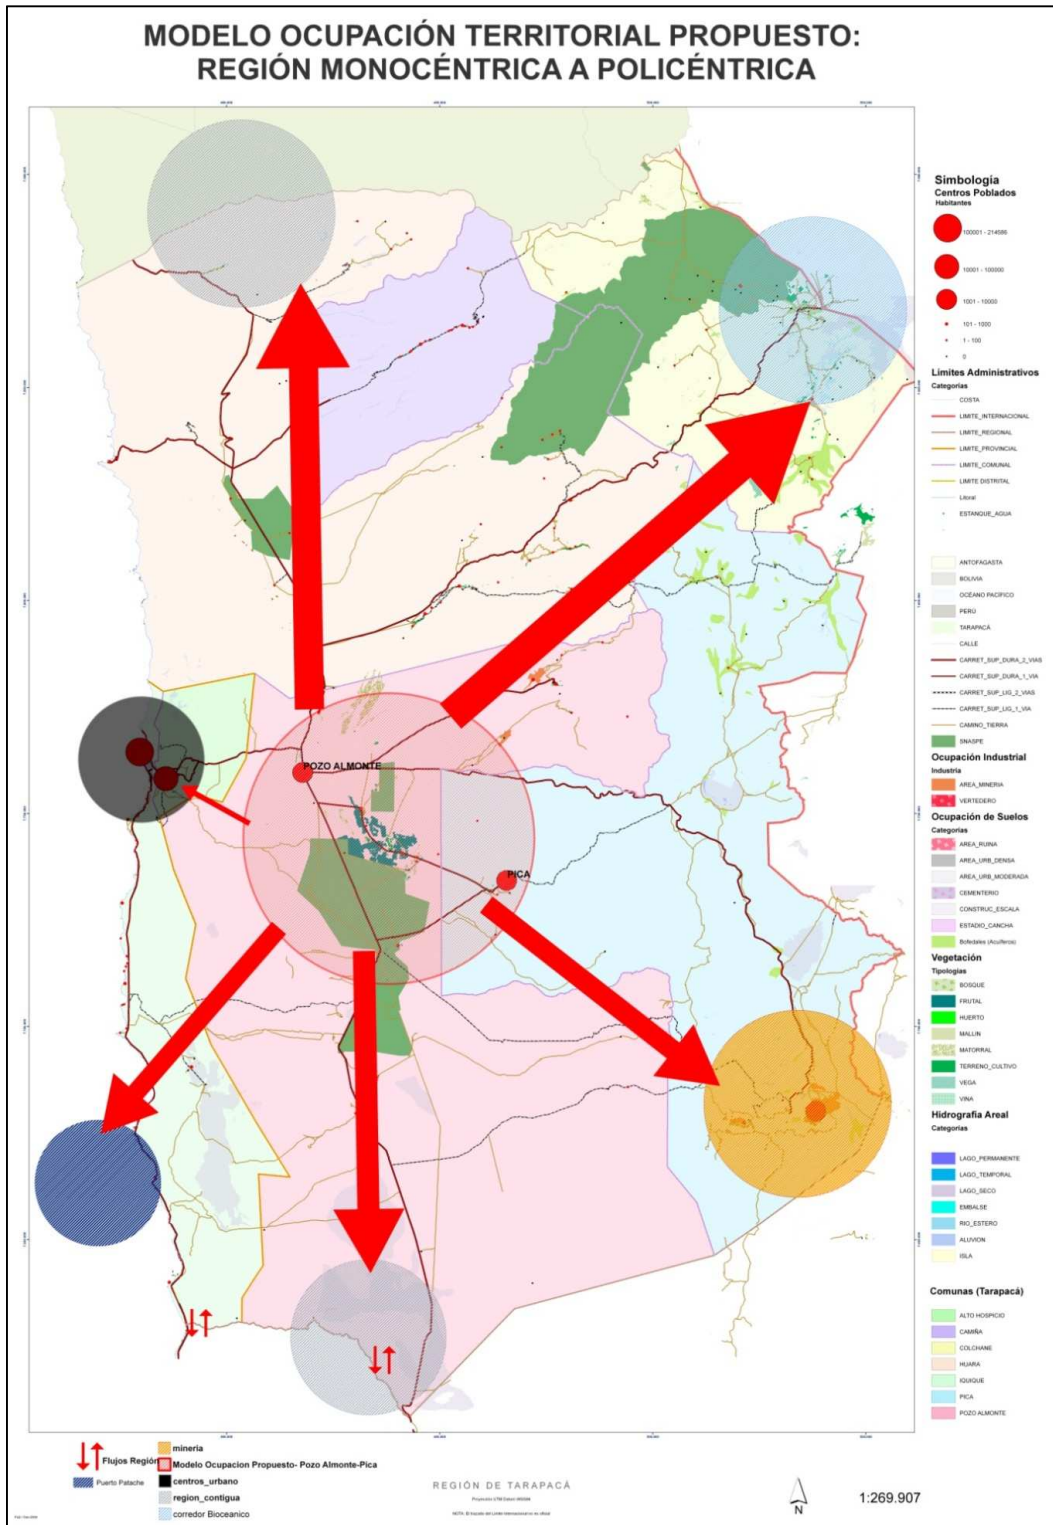 MODELO OCUPACIÓN TERRITORIAL PROPUESTO:
REGIÓN MONOCÉNTRICA A POLICÉNTRICA
POZO ALMONTE
PICA
Simbología
Centros Poblados
Habitantes
100001 - 214586
10001 - 100000
1001 - 10000
101 - 1000
1 - 100
0
Limites Administrativos
Categorias
COSTA
LIMITE_INTERNACIONAL
LIMITE_REGIONAL
LIMITE_PROVINCIAL
LIMITE_COMUNAL
LIMITE DISTRITAL
Litoral
ESTANQUE_AGUA
ANTOFAGASTA
BOLIVIA
OCÉANO PACÍFICO
PERÚ
TARAPACÁ
CALLE
CARRET_SUP_DURA_2_VIAS
CARRET_SUP_DURA_1_VIA
CARRET_SUP_LIG_2_VIAS
CARRET_SUP_LIG_1_VIA
CAMINO_TIERRA
SNASPE
Ocupación Industrial
Industria
AREA_MINERIA
VERTEDERO
Ocupación de Suelos
Categorias
AREA_RUINA
AREA_URB_DENSA
AREA_URB_MODERADA
CEMENTERIO
CONSTRUC_ESCALA
ESTADIO_CANCHA
Bofedales (Acuiferos)
Vegetación
Tipologías
BOSQUE
FRUTAL
HUERTO
MALLIN
MATORRAL
TERRENO_CULTIVO
VEGA
VINA
Hidrografia Areal
Categorias
LAGO_PERMANENTE
LAGO_TEMPORAL
LAGO_SECO
EMBALSE
RIO_ESTERO
ALUVION
ISLA
Comunas (Tarapacá)
ALTO HOSPICIO
CAMIÑA
COLCHANE
HUARA
IQUIQUE
PICA
POZO ALMONTE
Flujos Región
Puerto Patache
mineria
Modelo Ocupacion Propuesto- Pozo Almonte-Pica
centros_urbano
region_contigua
corredor Bioceanico
REGIÓN DE TARAPACÁ
N
1:269.907